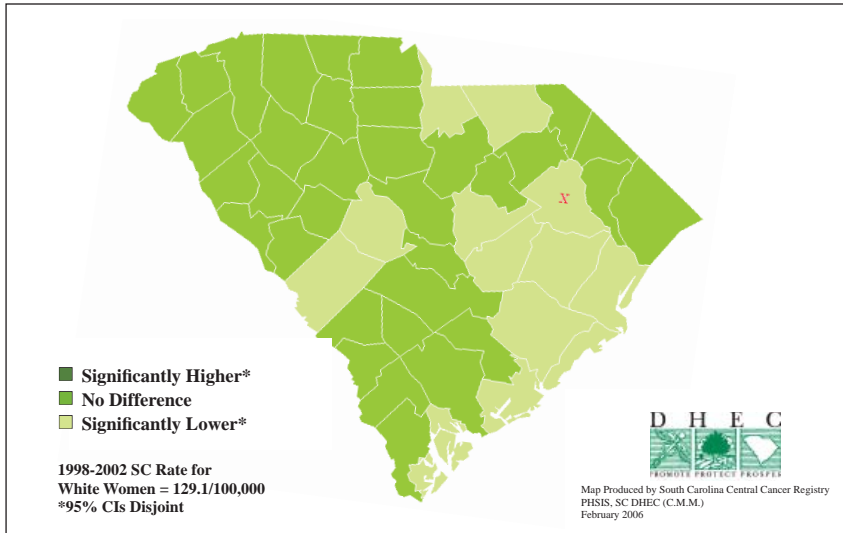 x
Significantly Higher*
No Difference
Significantly Lower*
1998-2002 SC Rate for
White Women = 129.1/100,000
*95% CIs Disjoint
D H E C
PROMOTE PROTECT PROSPER
Map Produced by South Carolina Central Cancer Registry
PHSIS, SC DHEC (C.M.M.)
February 2006